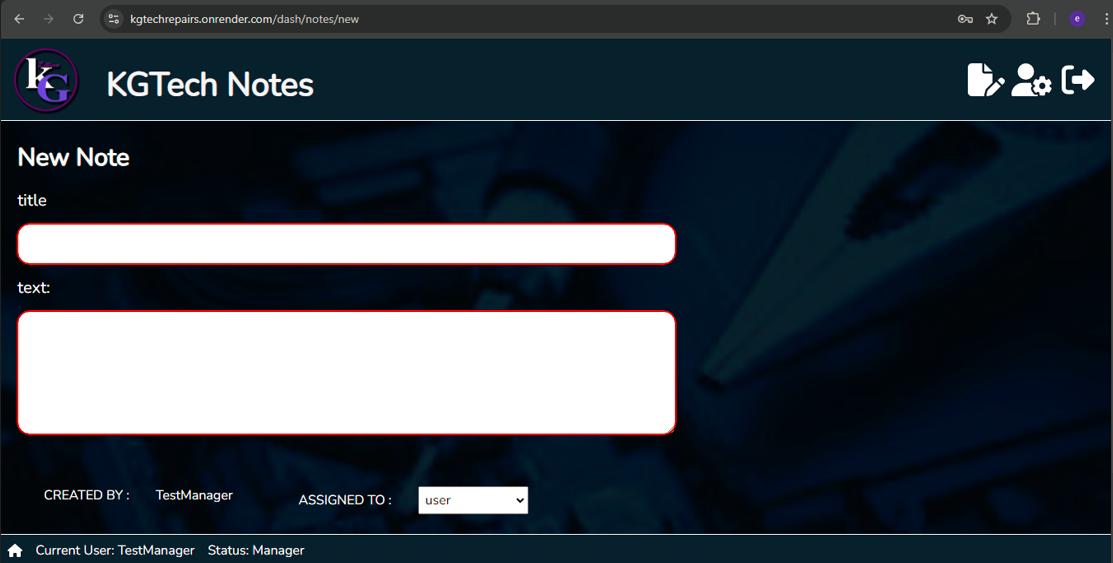 kgtechrepairs.onrender.com/dash/notes/new
e
KG
KGTech Notes
New Note
title
text:
CREATED BY : TestManager ASSIGNED TO : user
Current User: TestManager Status: Manager